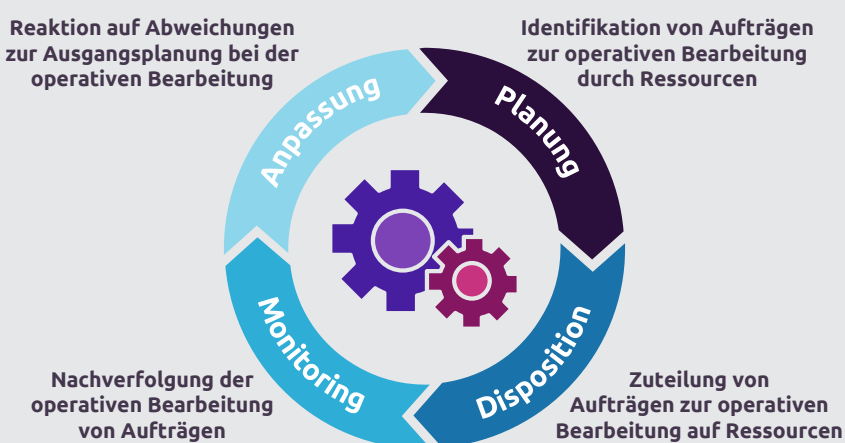 Reaktion auf Abweichungen
zur Ausgangsplanung bei der
operativen Bearbeitung
Identifikation von Aufträgen
zur operativen Bearbeitung
durch Ressourcen
Anpassung
Planung
Monitoring
Disposition
Nachverfolgung der
operativen Bearbeitung
von Aufträgen
Zuteilung von
Aufträgen zur operativen
Bearbeitung auf Ressourcen